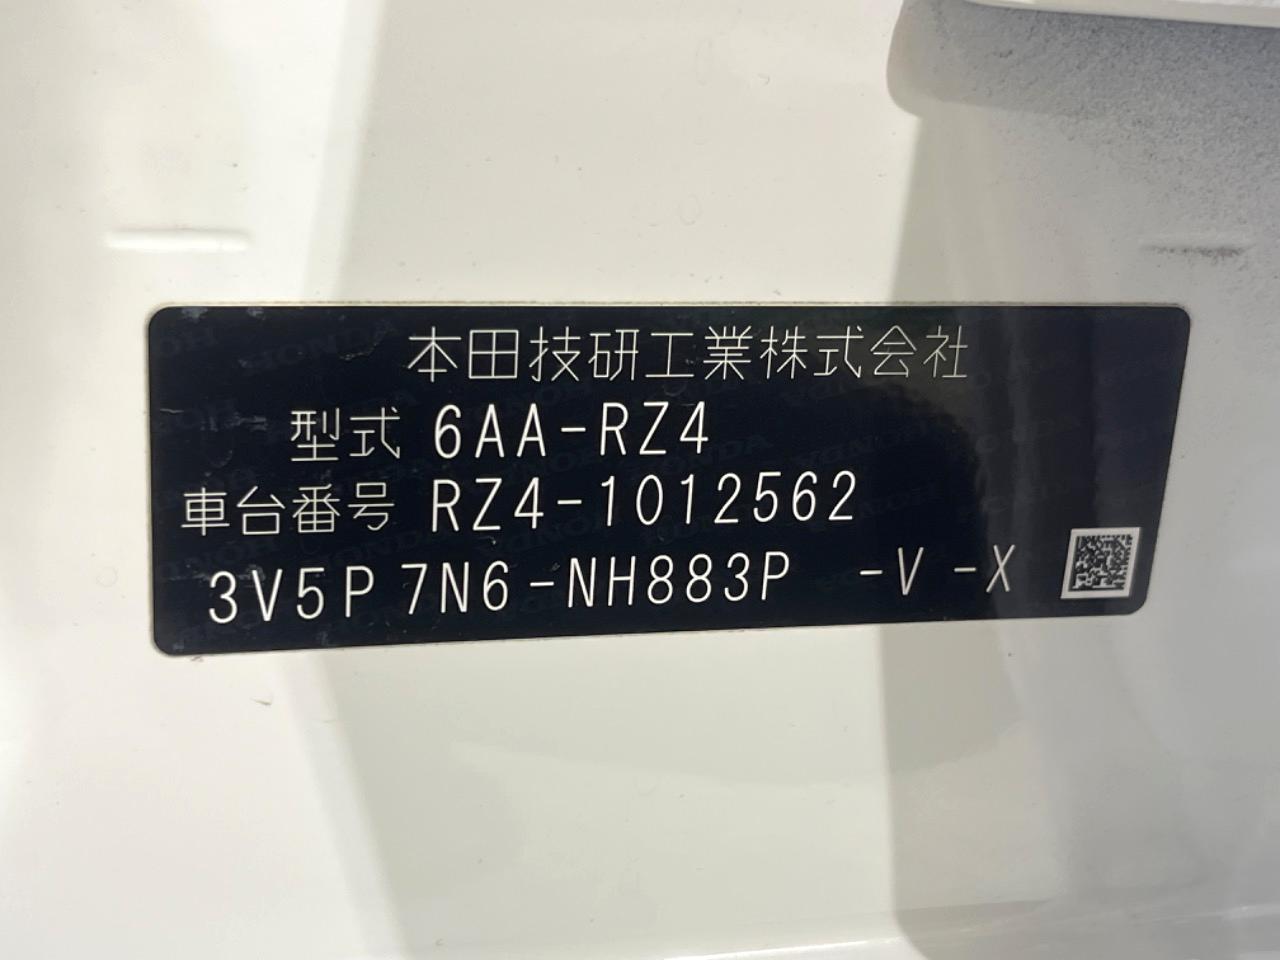 本田技研工業株式会社
型式 6AA-RZ4
車台番号 RZ4-1012562
3V5P 7N6-NH883P -V -X